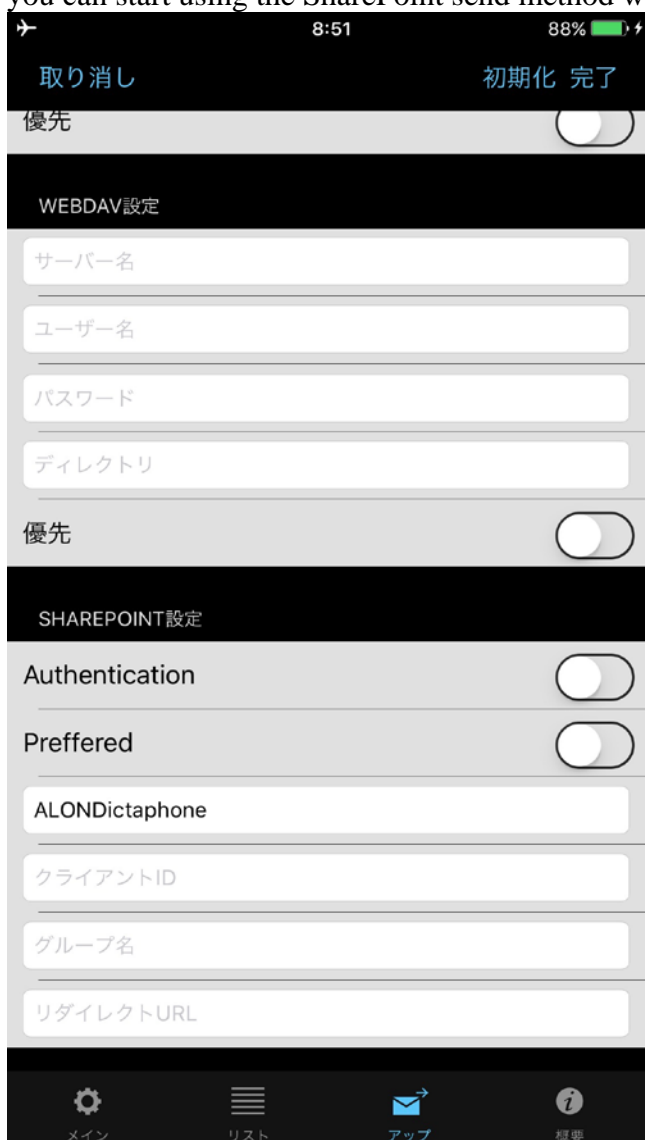 you can start using the SharePoint send method w
8:51 88%
取り消し 初期化 完了
優先
WEBDAV設定
サーバー名
ユーザー名
パスワード
ディレクトリ
優先
SHAREPOINT設定
Authentication
Preffered
ALONDictaphone
クライアントID
グループ名
リダイレクトURL
メイン リスト アップ 概要